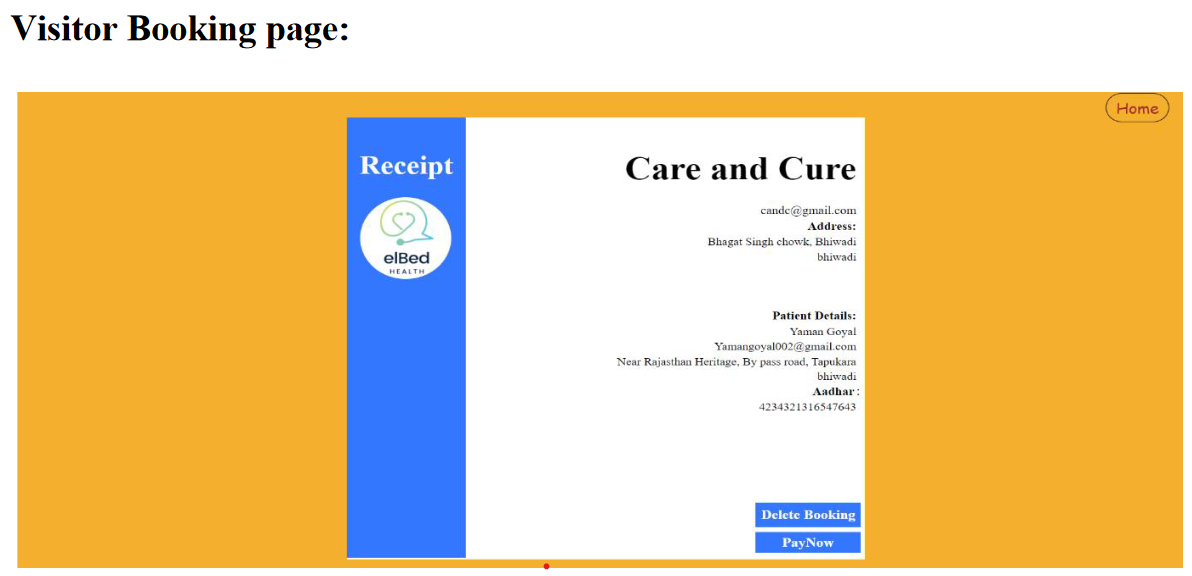 Visitor Booking page:
Home
Receipt
elBed
HEALTH
Care and Cure
candc@gmail.com
Address:
Bhagat Singh chowk, Bhiwadi
bhiwadi
Patient Details:
Yaman Goyal
Yamangoyal002@gmail.com
Near Rajasthan Heritage, By pass road, Tapukara
bhiwadi
Aadhar:
4234321316547643
Delete Booking
PayNow